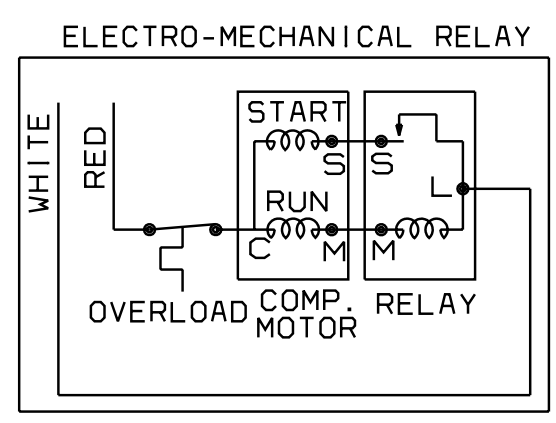 ELECTRO-MECHANICAL RELAY
WHITE
RED
START
S
S
L
RUN
C
M
M
OVERLOAD
COMP.
MOTOR
RELAY